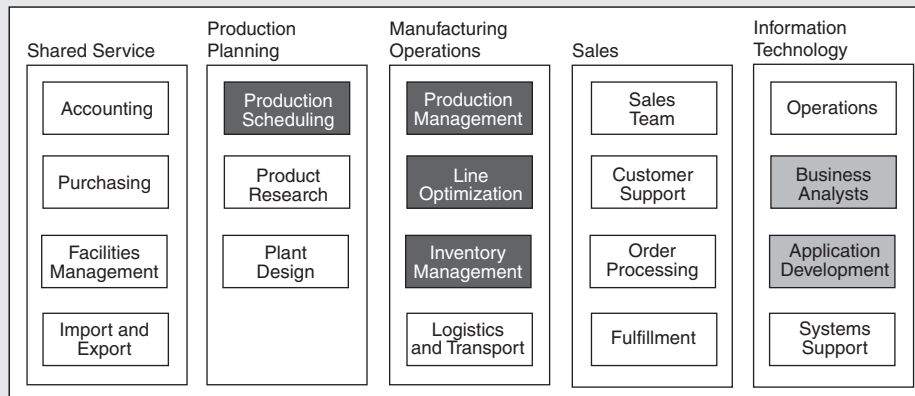 Shared Service
Accounting
Purchasing
Facilities
Management
Import and
Export
Production
Planning
Production
Scheduling
Product
Research
Plant
Design
Manufacturing
Operations
Production
Management
Line
Optimization
Inventory
Management
Logistics
and Transport
Sales
Sales
Team
Customer
Support
Order
Processing
Fulfillment
Information
Technology
Operations
Business
Analysts
Application
Development
Systems
Support